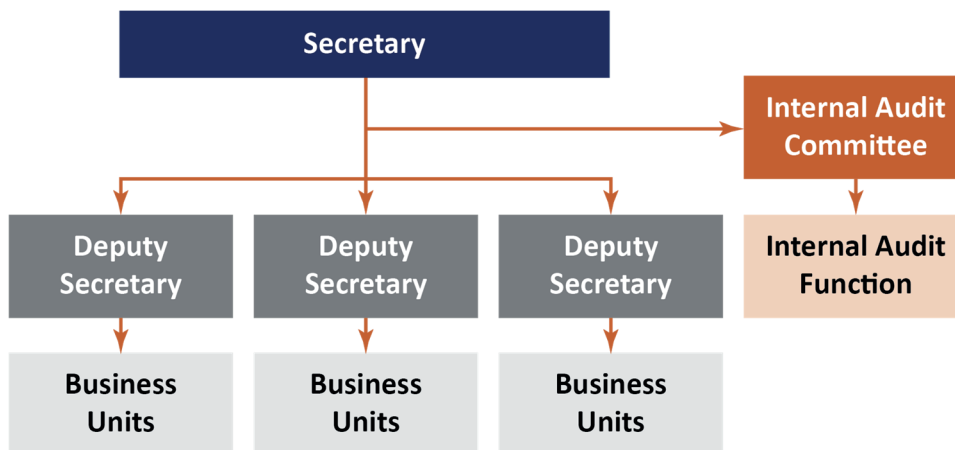 Secretary
Internal Audit
Committee
Deputy
Secretary
Deputy
Secretary
Deputy
Secretary
Internal Audit
Function
Business
Units
Business
Units
Business
Units